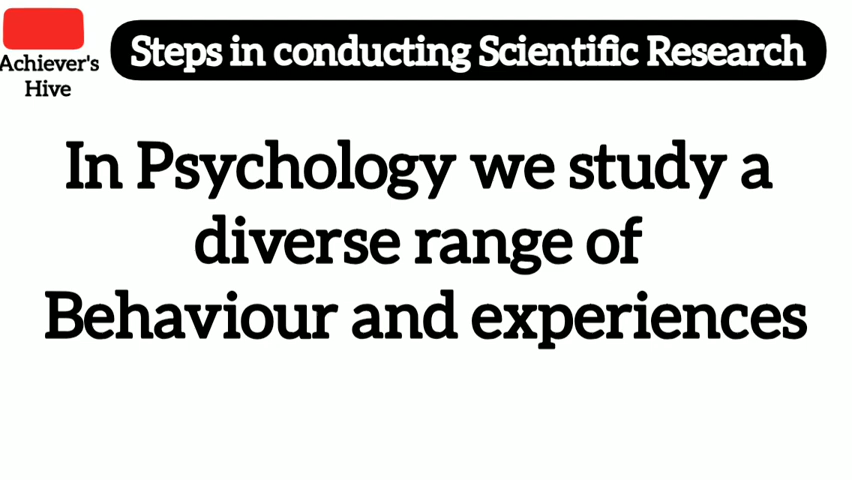 Achiever's
Hive
Steps in conducting Scientific Research
In Psychology we study a
diverse range of
Behaviour and experiences